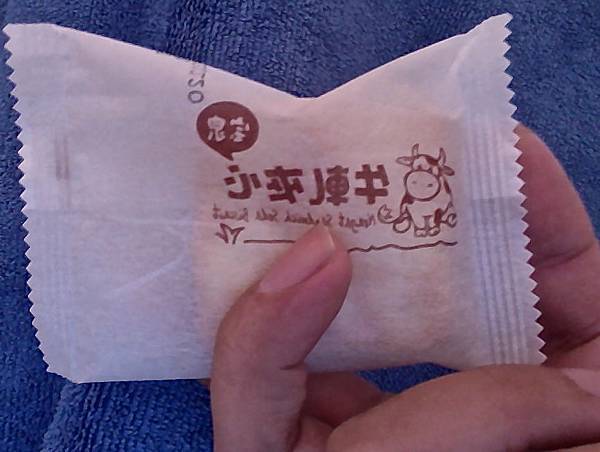 牛軋夾心
Nougat Sandwich Soda Biscuit